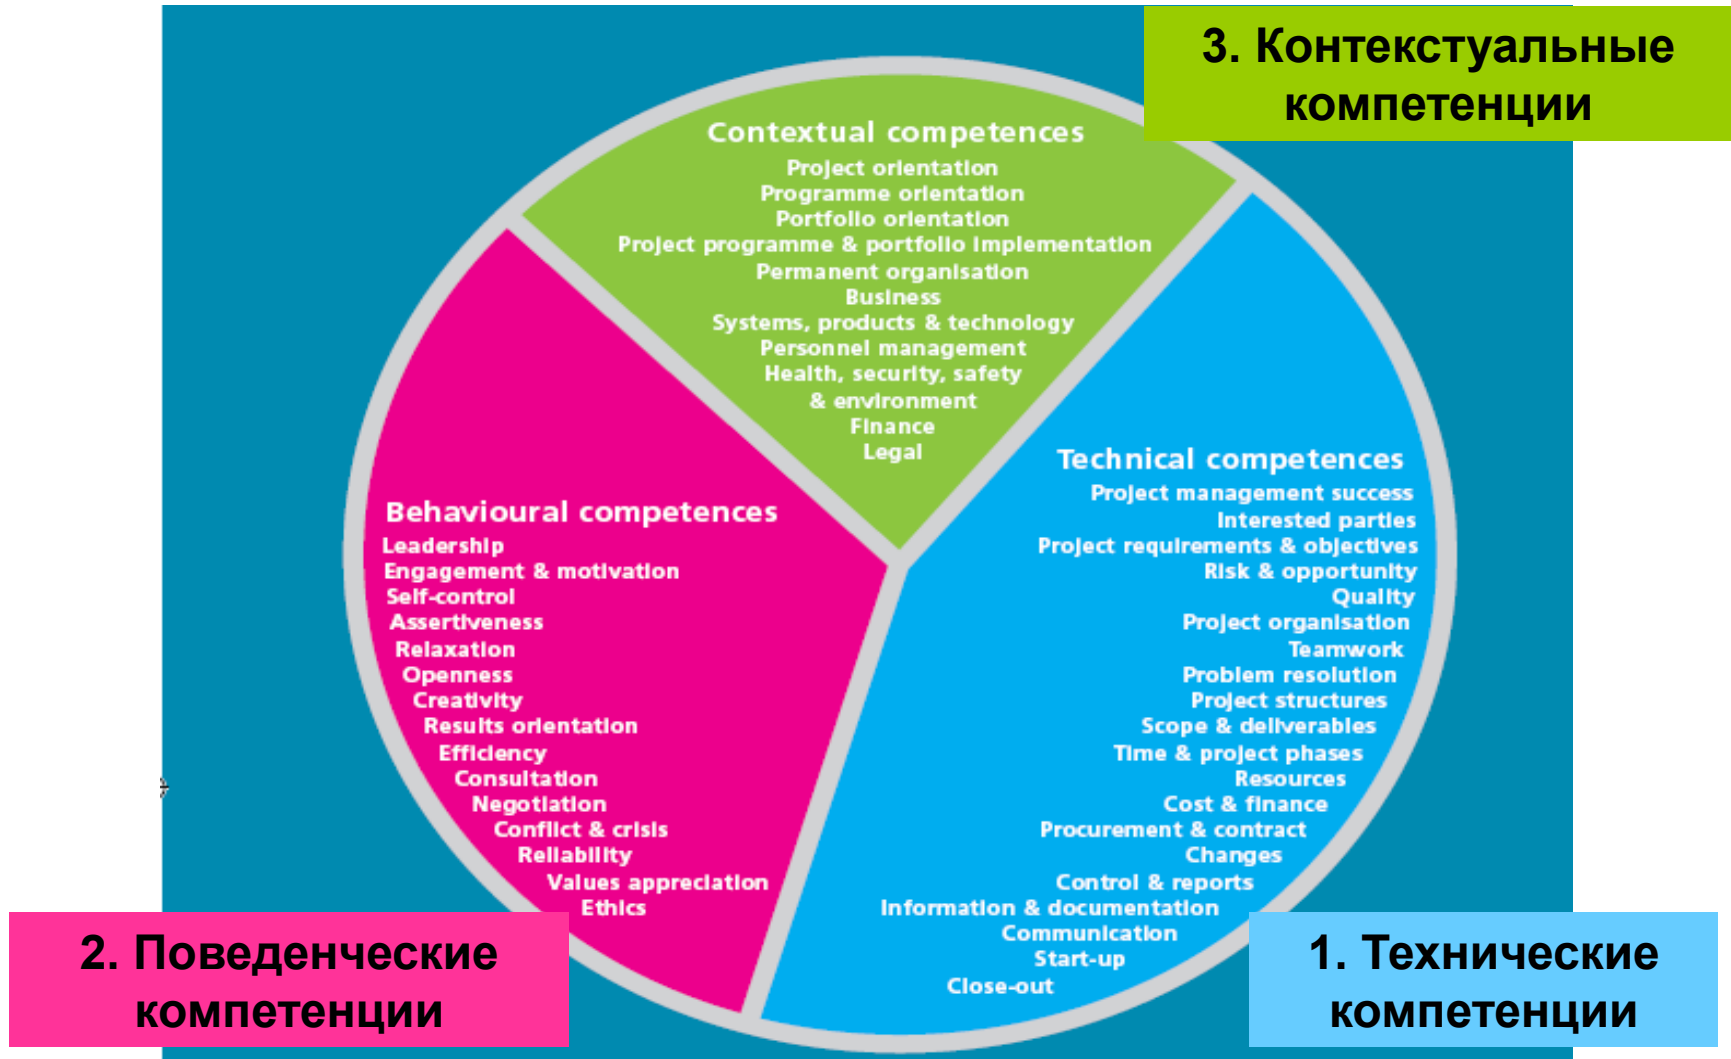 3. Контекстуальные
компетенции
Contextual competences
Project orientation
Programme orientation
Portfolio orientation
Project programme & portfolio implementation
Permanent organisation
Business
Systems, products & technology
Personnel management
Health, security, safety
& environment
Finance
Legal
Behavioural competences
Leadership
Engagement & motivation
Self-control
Assertiveness
Relaxation
Openness
Creativity
Results orientation
Efficiency
Consultation
Negotiation
Conflict & crisis
Reliability
Values appreciation
Ethics
Technical competences
Project management success
Interested parties
Project requirements & objectives
Risk & opportunity
Quality
Project organisation
Teamwork
Problem resolution
Project structures
Scope & deliverables
Time & project phases
Resources
Cost & finance
Procurement & contract
Changes
Control & reports
Information & documentation
Communication
Start-up
Close-out
2. Поведенческие
компетенции
1. Технические
компетенции